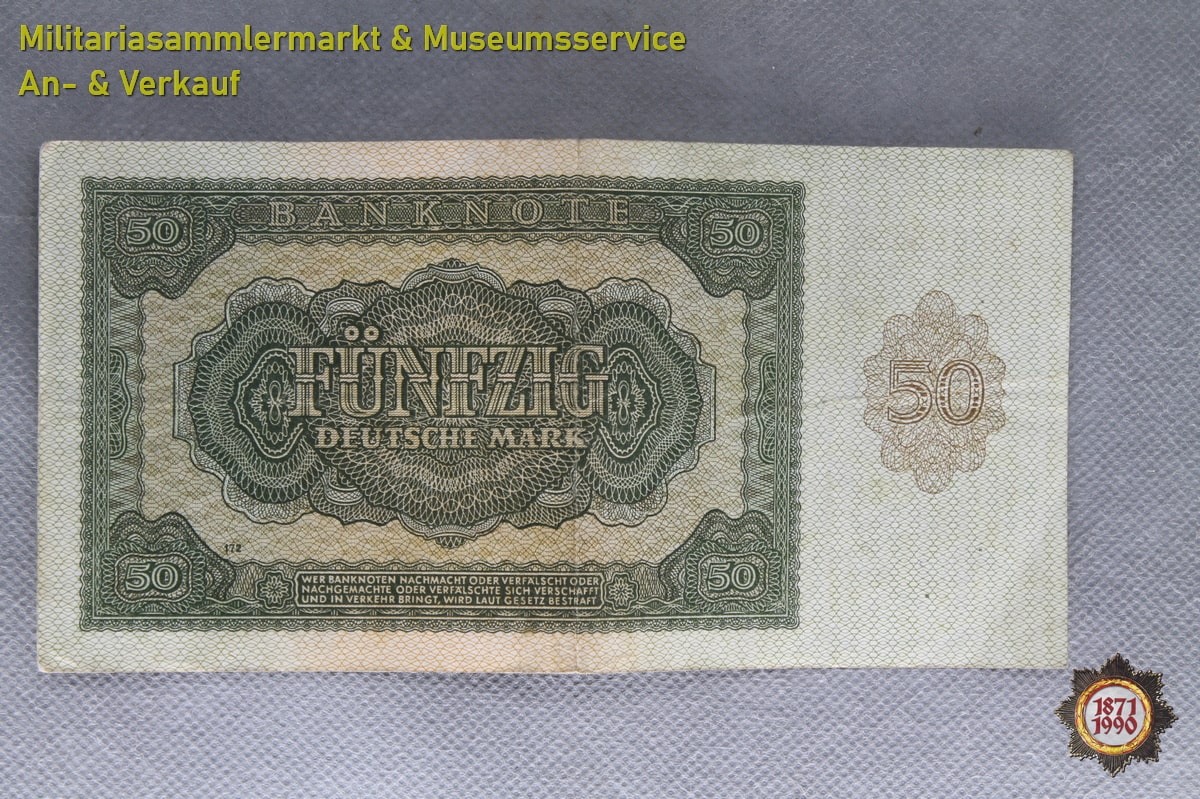 Militariasammlermarkt & Museumsservice
An- & Verkauf
BANKNOTE
50 50
FÜNFZIG
DEUTSCHE MARK
50
172
50 50
WER BANKNOTEN NACHMACHT ODER VERFÄLSCHT ODER
NACHGEMACHTE ODER VERFÄLSCHTE SICH VERSCHAFFT
UND IN VERKEHR BRINGT, WIRD LAUT GESETZ BESTRAFT
1871
1990